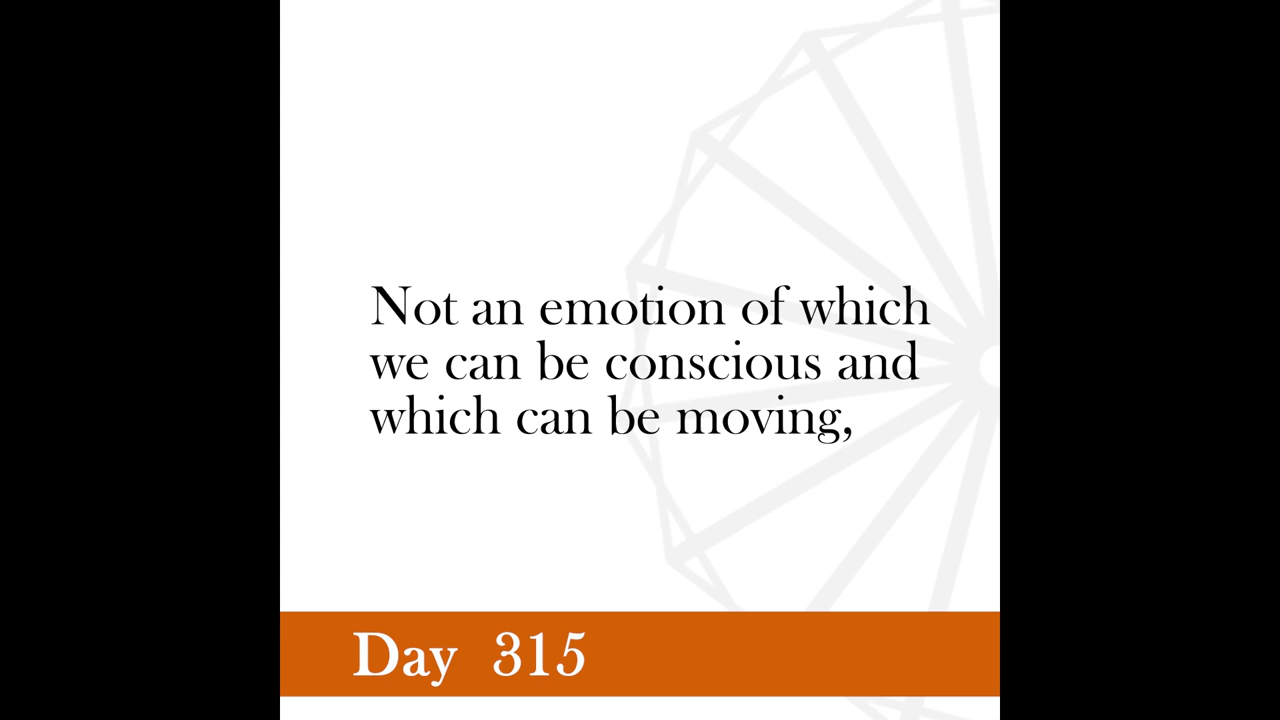 Not an emotion of which
we can be conscious and
which can be moving,
Day 315